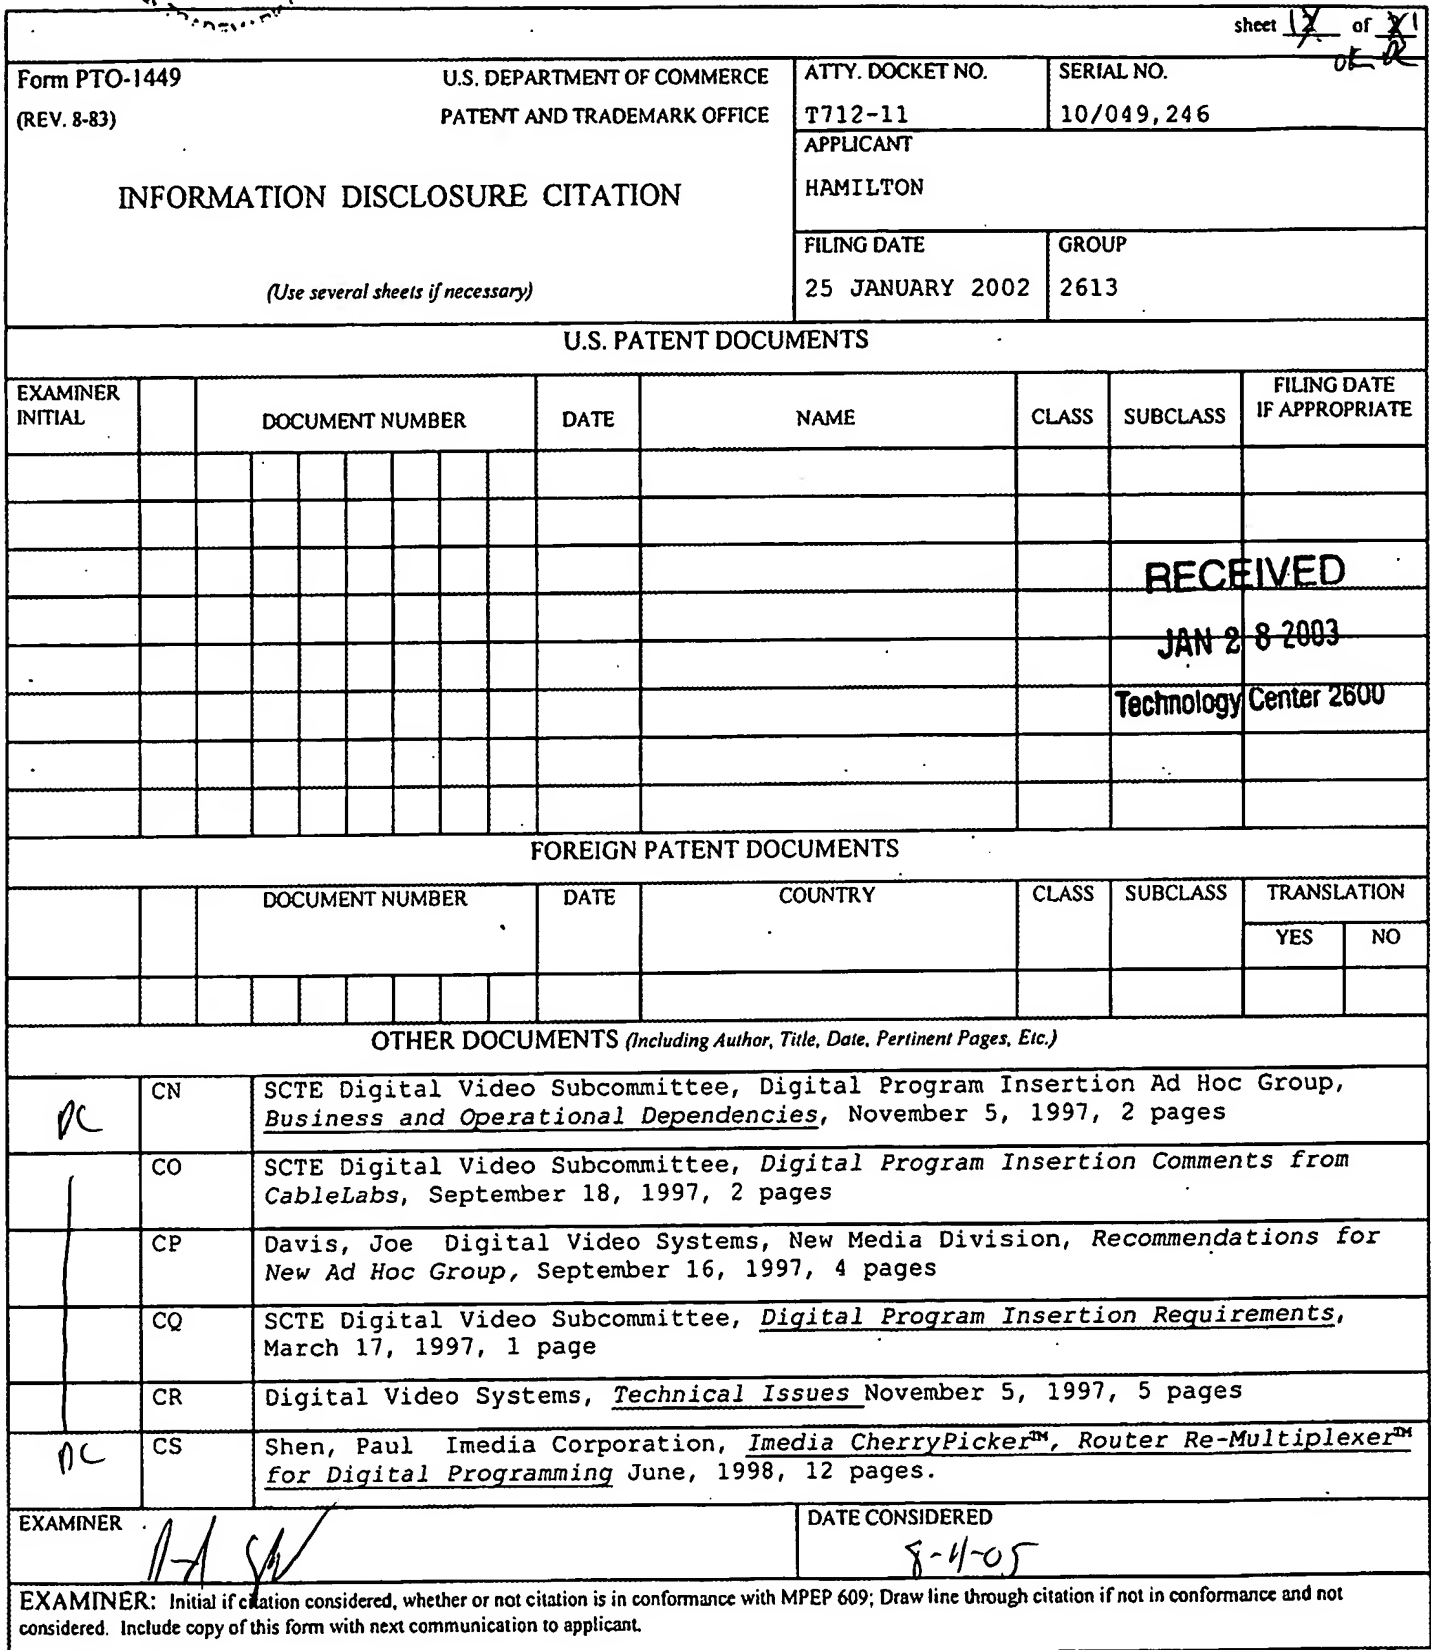 sheet of
Form PTO-1449
(REV. 8-83)
U.S. DEPARTMENT OF COMMERCE
PATENT AND TRADEMARK OFFICE
ATTY. DOCKET NO.
T712-11
SERIAL NO.
10/049,246
INFORMATION DISCLOSURE CITATION
(Use several sheets if necessary)
APPLICANT
HAMILTON
FILING DATE
25 JANUARY 2002
GROUP
2613
U.S. PATENT DOCUMENTS
EXAMINER
INITIAL
DOCUMENT NUMBER
DATE
NAME
CLASS
SUBCLASS
FILING DATE
IF APPROPRIATE
RECEIVED
JAN 28 2003
Technology Center 2600
FOREIGN PATENT DOCUMENTS
DOCUMENT NUMBER
DATE
COUNTRY
CLASS
SUBCLASS
TRANSLATION
YES
NO
OTHER DOCUMENTS (Including Author, Title, Date, Pertinent Pages, Etc.)
CN
SCTE Digital Video Subcommittee, Digital Program Insertion Ad Hoc Group,
Business and Operational Dependencies, November 5, 1997, 2 pages
CO
SCTE Digital Video Subcommittee, Digital Program Insertion Comments from
CableLabs, September 18, 1997, 2 pages
CP
Davis, Joe Digital Video Systems, New Media Division, Recommendations for
New Ad Hoc Group, September 16, 1997, 4 pages
CQ
SCTE Digital Video Subcommittee, Digital Program Insertion Requirements,
March 17, 1997, 1 page
CR
Digital Video Systems, Technical Issues November 5, 1997, 5 pages
CS
Shen, Paul Imedia Corporation, Imedia CherryPicker™, Router Re-Multiplexer™
for Digital Programming June, 1998, 12 pages.
EXAMINER
DATE CONSIDERED
EXAMINER: Initial if citation considered, whether or not citation is in conformance with MPEP 609; Draw line through citation if not in conformance and not
considered. Include copy of this form with next communication to applicant.